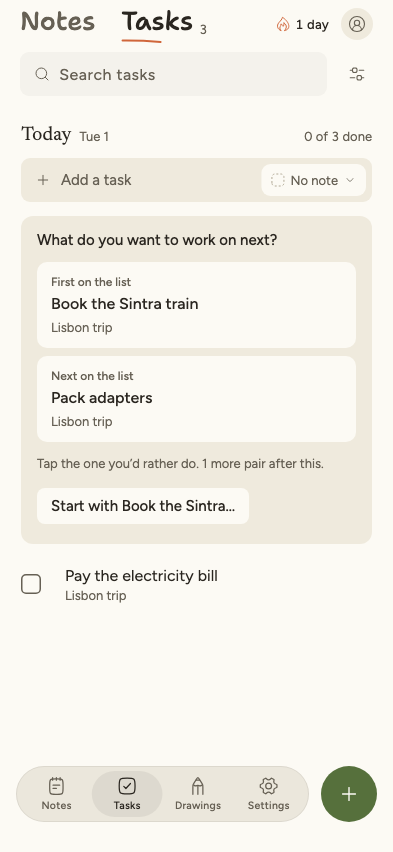 Notes Tasks 3 1 day
Search tasks
Today Tue 1 0 of 3 done
Add a task No note
What do you want to work on next?
First on the list
Book the Sintra train
Lisbon trip
Next on the list
Pack adapters
Lisbon trip
Tap the one you’d rather do. 1 more pair after this.
Start with Book the Sintra...
Pay the electricity bill
Lisbon trip
Notes Tasks Drawings Settings